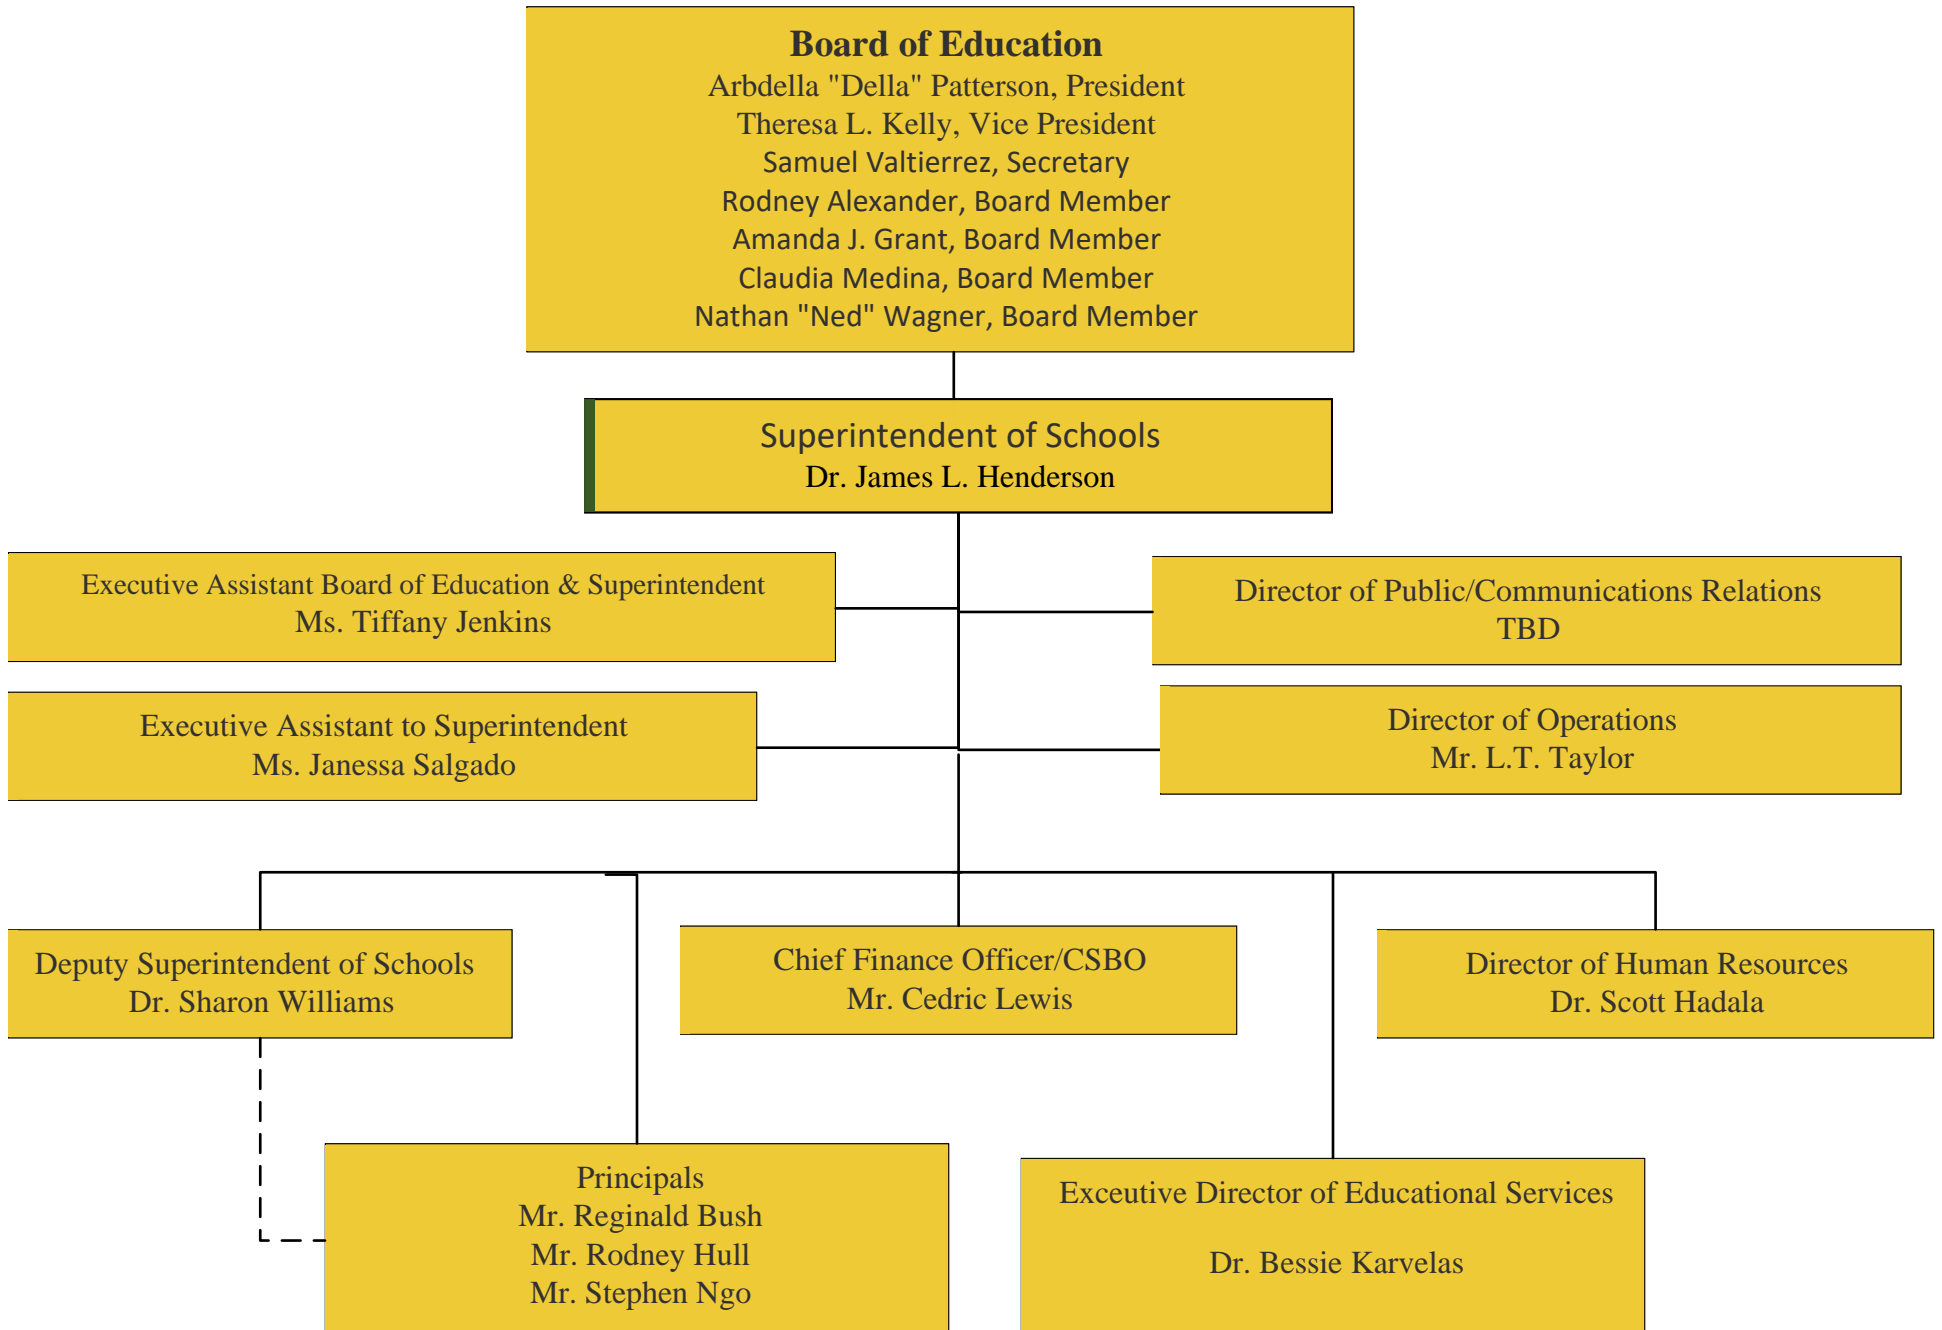 Board of Education
Arbdella "Della" Patterson, President
Theresa L. Kelly, Vice President
Samuel Valtierrez, Secretary
Rodney Alexander, Board Member
Amanda J. Grant, Board Member
Claudia Medina, Board Member
Nathan "Ned" Wagner, Board Member
Superintendent of Schools
Dr. James L. Henderson
Executive Assistant Board of Education & Superintendent
Ms. Tiffany Jenkins
Director of Public/Communications Relations
TBD
Executive Assistant to Superintendent
Ms. Janessa Salgado
Director of Operations
Mr. L.T. Taylor
Deputy Superintendent of Schools
Dr. Sharon Williams
Chief Finance Officer/CSBO
Mr. Cedric Lewis
Director of Human Resources
Dr. Scott Hadala
Principals
Mr. Reginald Bush
Mr. Rodney Hull
Mr. Stephen Ngo
Exceutive Director of Educational Services
Dr. Bessie Karvelas